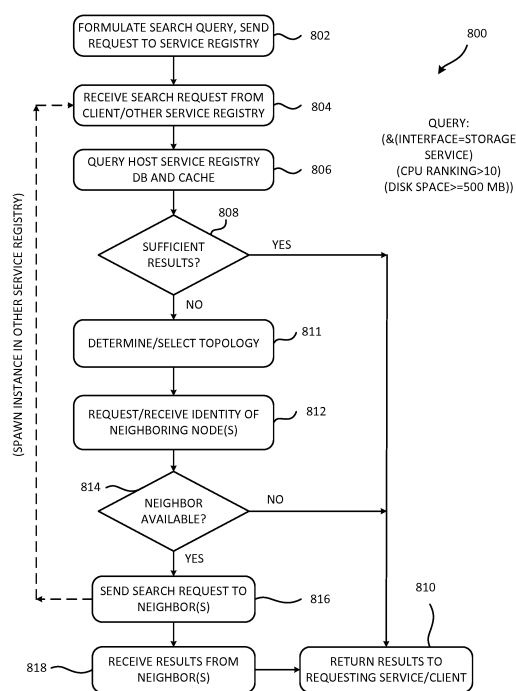 FORMULATE SEARCH QUERY, SEND
REQUEST TO SERVICE REGISTRY
802
800
RECEIVE SEARCH REQUEST FROM
CLIENT/OTHER SERVICE REGISTRY
804
QUERY:
(&(INTERFACE=STORAGE
SERVICE)
(CPU RANKING>10)
(DISK SPACE>=500 MB))
QUERY HOST SERVICE REGISTRY
DB AND CACHE
806
808
SUFFICIENT
RESULTS?
YES
NO
(SPAWN INSTANCE IN OTHER SERVICE REGISTRY)
DETERMINE/SELECT TOPOLOGY
811
REQUEST/RECEIVE IDENTITY OF
NEIGHBORING NODE(S)
812
814
NEIGHBOR
AVAILABLE?
NO
YES
SEND SEARCH REQUEST TO
NEIGHBOR(S)
816
810
818
RECEIVE RESULTS FROM
NEIGHBOR(S)
RETURN RESULTS TO
REQUESTING SERVICE/CLIENT